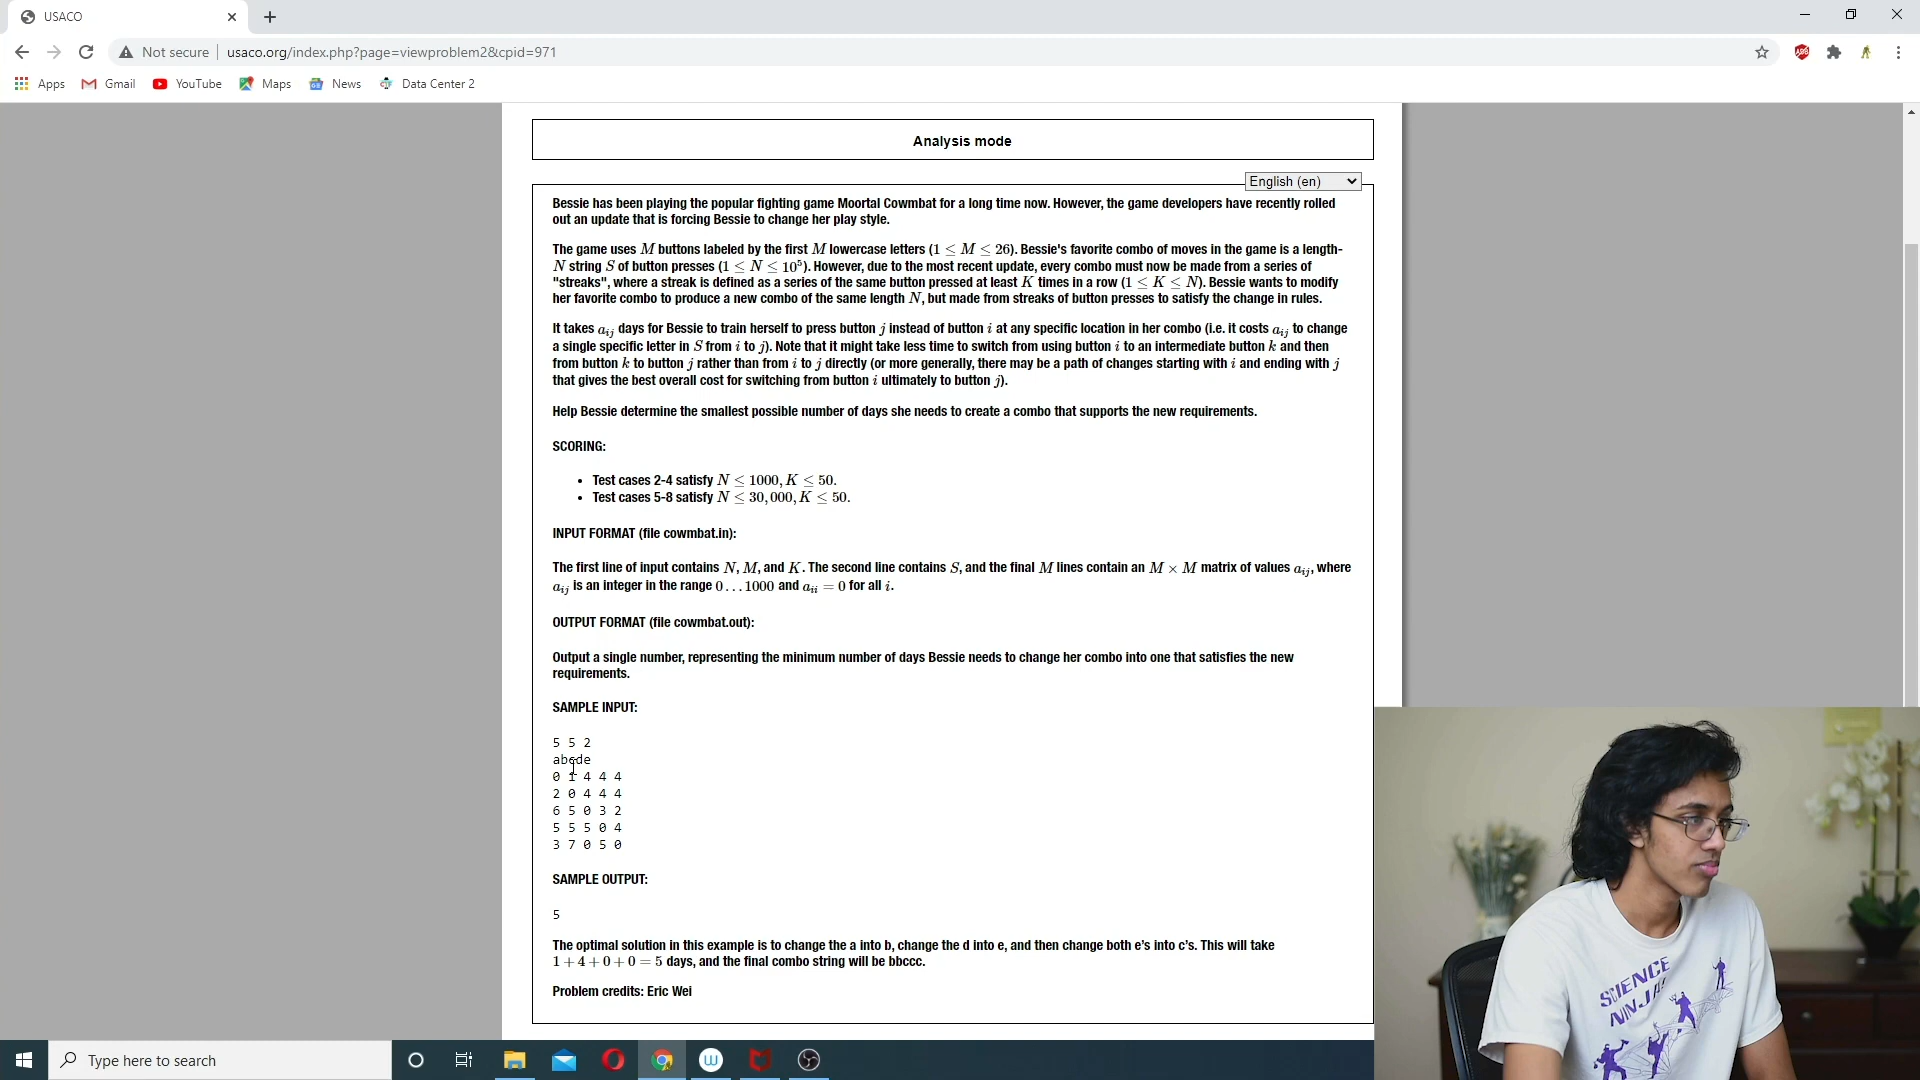 USACO
Not secure
usaco.org/index.php?page=viewproblem2&cpid=971
Apps
Gmail
YouTube
Maps
News
Data Center 2
Analysis mode
English (en)
Bessie has been playing the popular fighting game Moortal Cowmbat for a long time now. However, the game developers have recently rolled
out an update that is forcing Bessie to change her play style.
The game uses M buttons labeled by the first M lowercase letters (1 ≤ M ≤ 26). Bessie's favorite combo of moves in the game is a length-
N string S of button presses (1 ≤ N ≤ 10⁵). However, due to the most recent update, every combo must now be made from a series of
"streaks", where a streak is defined as a series of the same button pressed at least K times in a row (1 ≤ K ≤ N). Bessie wants to modify
her favorite combo to produce a new combo of the same length N, but made from streaks of button presses to satisfy the change in rules.
It takes aᵢⱼ days for Bessie to train herself to press button j instead of button i at any specific location in her combo (i.e. it costs aᵢⱼ to change
a single specific letter in S from i to j). Note that it might take less time to switch from using button i to an intermediate button k and then
from button k to button j rather than from i to j directly (or more generally, there may be a path of changes starting with i and ending with j
that gives the best overall cost for switching from button i ultimately to button j).
Help Bessie determine the smallest possible number of days she needs to create a combo that supports the new requirements.
SCORING:
• Test cases 2-4 satisfy N ≤ 1000, K ≤ 50.
• Test cases 5-8 satisfy N ≤ 30,000, K ≤ 50.
INPUT FORMAT (file cowmbat.in):
The first line of input contains N, M, and K. The second line contains S, and the final M lines contain an M × M matrix of values aᵢⱼ, where
aᵢⱼ is an integer in the range 0...1000 and aᵢᵢ = 0 for all i.
OUTPUT FORMAT (file cowmbat.out):
Output a single number, representing the minimum number of days Bessie needs to change her combo into one that satisfies the new
requirements.
SAMPLE INPUT:
5 5 2
abcde
0 1 4 4 4
2 0 4 4 4
6 5 0 3 2
5 5 5 0 4
3 7 0 5 0
SAMPLE OUTPUT:
5
The optimal solution in this example is to change the a into b, change the d into e, and then change both e's into c's. This will take
1 + 4 + 0 + 0 = 5 days, and the final combo string will be bbccc.
Problem credits: Eric Wei
SCIENCE
NINJA
Type here to search